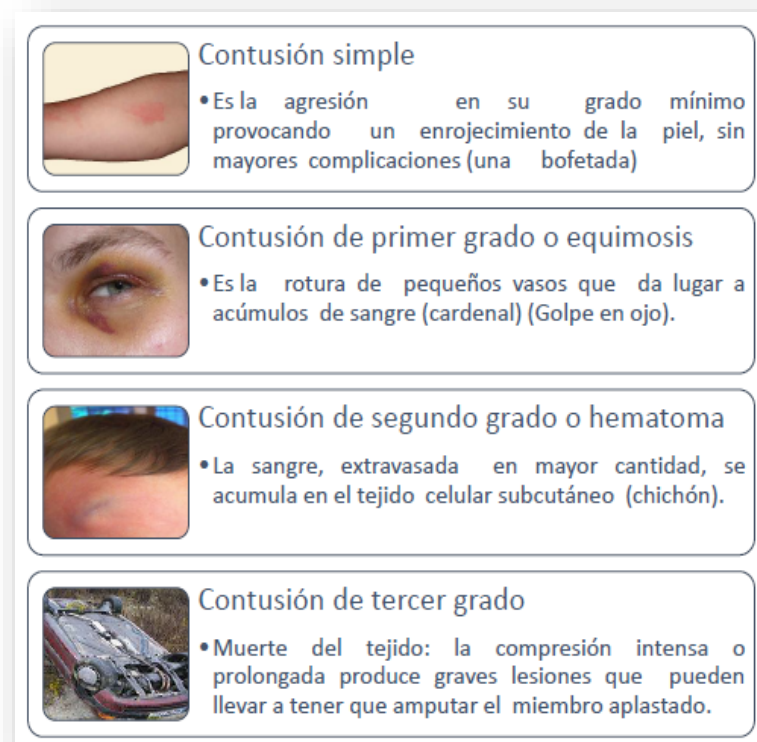 Contusión simple
•Es la agresión en su grado mínimo
provocando un enrojecimiento de la piel, sin
mayores complicaciones (una bofetada)
Contusión de primer grado o equimosis
•Es la rotura de pequeños vasos que da lugar a
acúmulos de sangre (cardenal) (Golpe en ojo).
Contusión de segundo grado o hematoma
•La sangre, extravasada en mayor cantidad, se
acumula en el tejido celular subcutáneo (chichón).
Contusión de tercer grado
•Muerte del tejido: la compresión intensa o
prolongada produce graves lesiones que pueden
llevar a tener que amputar el miembro aplastado.